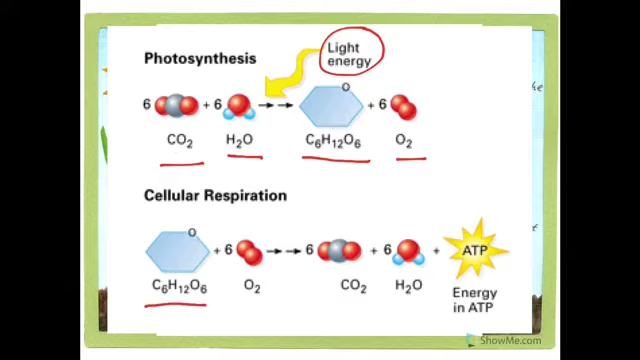 Photosynthesis
Light
energy
6 + 6 O + 6
CO2 H2O C6H12O6 O2
Cellular Respiration
O + 6 6 + 6 + ATP
C6H12O6 O2 CO2 H2O Energy
in ATP
ShowMe.com